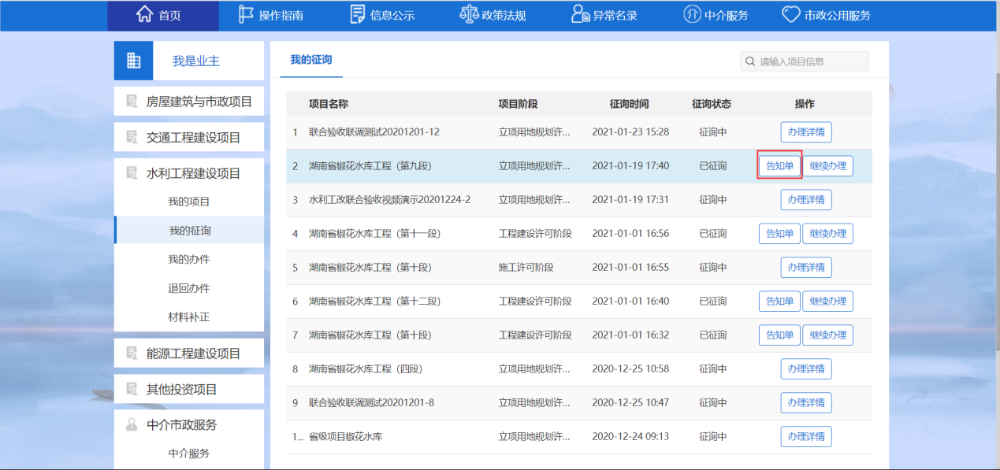 首页 操作指南 信息公示 政策法规 异常名录 中介服务 市政公用服务
我是业主
房屋建筑与市政项目
交通工程建设项目
水利工程建设项目
我的项目
我的征询
我的办件
退回办件
材料补正
能源工程建设项目
其他投资项目
中介市政服务
中介服务
我的征询
请输入项目信息
项目名称 项目阶段 征询时间 征询状态 操作
1 联合验收联调测试20201201-12 立项用地规划许... 2021-01-23 15:28 征询中 办理详情
2 湖南省椒花水库工程（第九段） 立项用地规划许... 2021-01-19 17:40 已征询 告知单 继续办理
3 水利工改联合验收视频演示20201224-2 立项用地规划许... 2021-01-19 17:31 征询中 办理详情
4 湖南省椒花水库工程（第十一段） 工程建设许可阶段 2021-01-01 16:56 已征询 告知单 继续办理
5 湖南省椒花水库工程（第十段） 施工许可阶段 2021-01-01 16:55 征询中 办理详情
6 湖南省椒花水库工程（第十二段） 工程建设许可阶段 2021-01-01 16:40 已征询 告知单 继续办理
7 湖南省椒花水库工程（第十段） 工程建设许可阶段 2021-01-01 16:32 已征询 告知单 继续办理
8 湖南省椒花水库工程（四段） 立项用地规划许... 2020-12-25 10:58 征询中 办理详情
9 联合验收联调测试20201201-8 立项用地规划许... 2020-12-25 10:47 征询中 办理详情
1... 省级项目椒花水库 立项用地规划许... 2020-12-24 09:13 征询中 办理详情